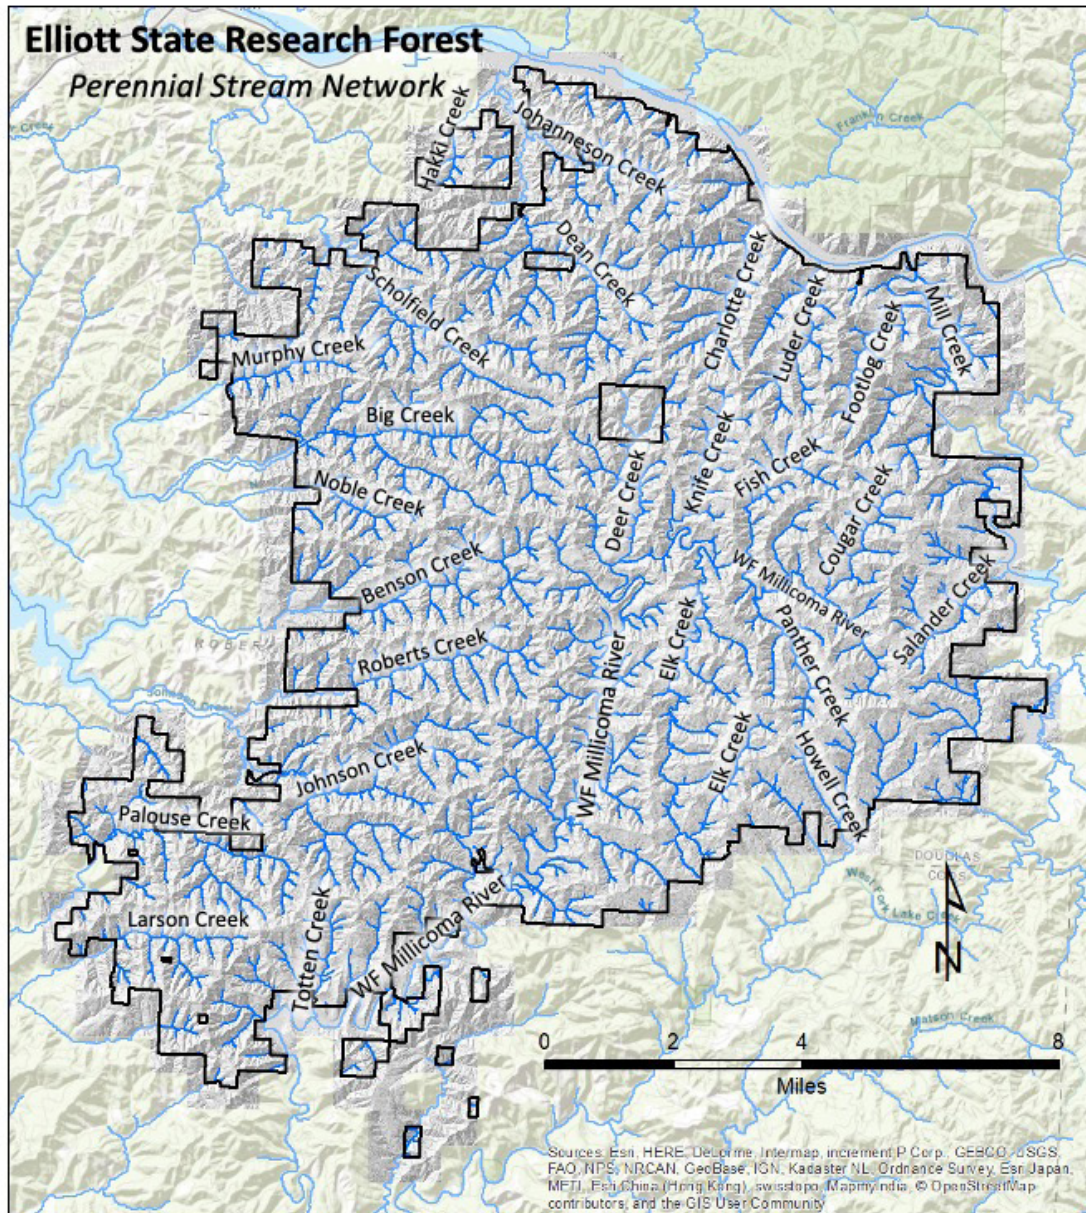 Elliott State Research Forest
Perennial Stream Network
Hakki Creek
Johanneson Creek
Franklin Creek
Dean Creek
Scholfield Creek
Charlotte Creek
Luder Creek
Mill Creek
Footlog Creek
Murphy Creek
Big Creek
Knife Creek
Fish Creek
Deer Creek
Noble Creek
Cougar Creek
Benson Creek
WF Millicoma River
Salander Creek
Elk Creek
Panther Creek
Roberts Creek
WF Millicoma River
Elk Creek
Howell Creek
Johnson Creek
Palouse Creek
DOUGLAS
West Fork Lake Creek
Larson Creek
Totten Creek
WF Millicoma River
N
Matson Creek
0 2 4 8
Miles
Sources: Esri, HERE, DeLorme, Intermap, increment P Corp., GEBCO, USGS,
FAO, NPS, NRCAN, GeoBase, IGN, Kadaster NL, Ordnance Survey, Esri Japan,
METI, Esri China (Hong Kong), swisstopo, MapmyIndia, © OpenStreetMap
contributors, and the GIS User Community